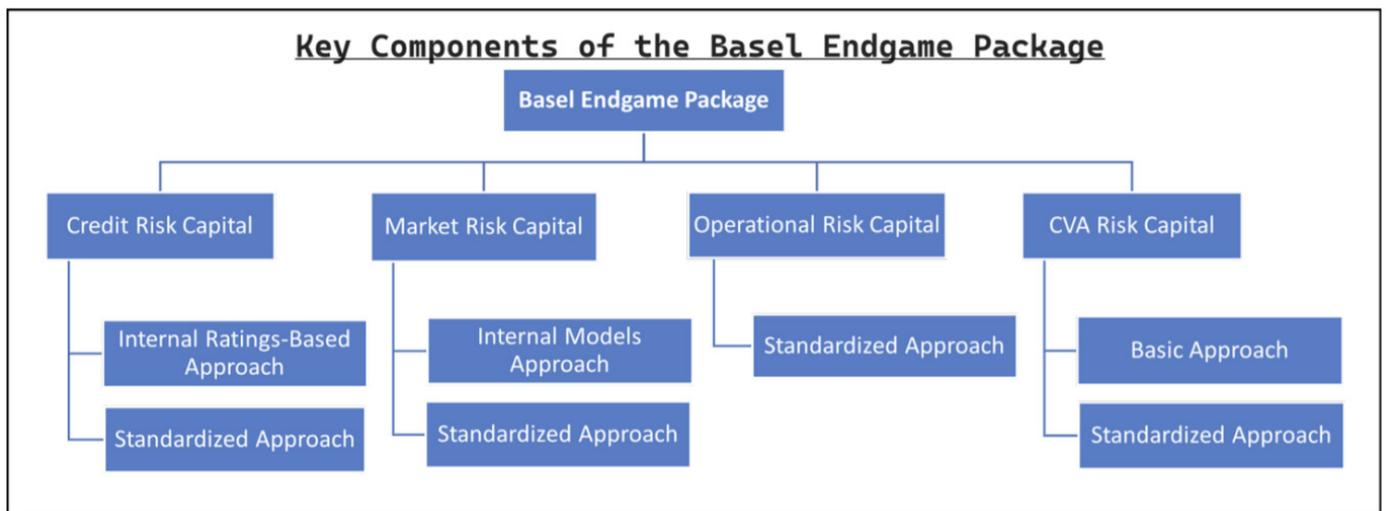 Key Components of the Basel Endgame Package
Basel Endgame Package
Credit Risk Capital
Market Risk Capital
Operational Risk Capital
CVA Risk Capital
Internal Ratings-Based
Approach
Standardized Approach
Internal Models
Approach
Standardized Approach
Standardized Approach
Basic Approach
Standardized Approach